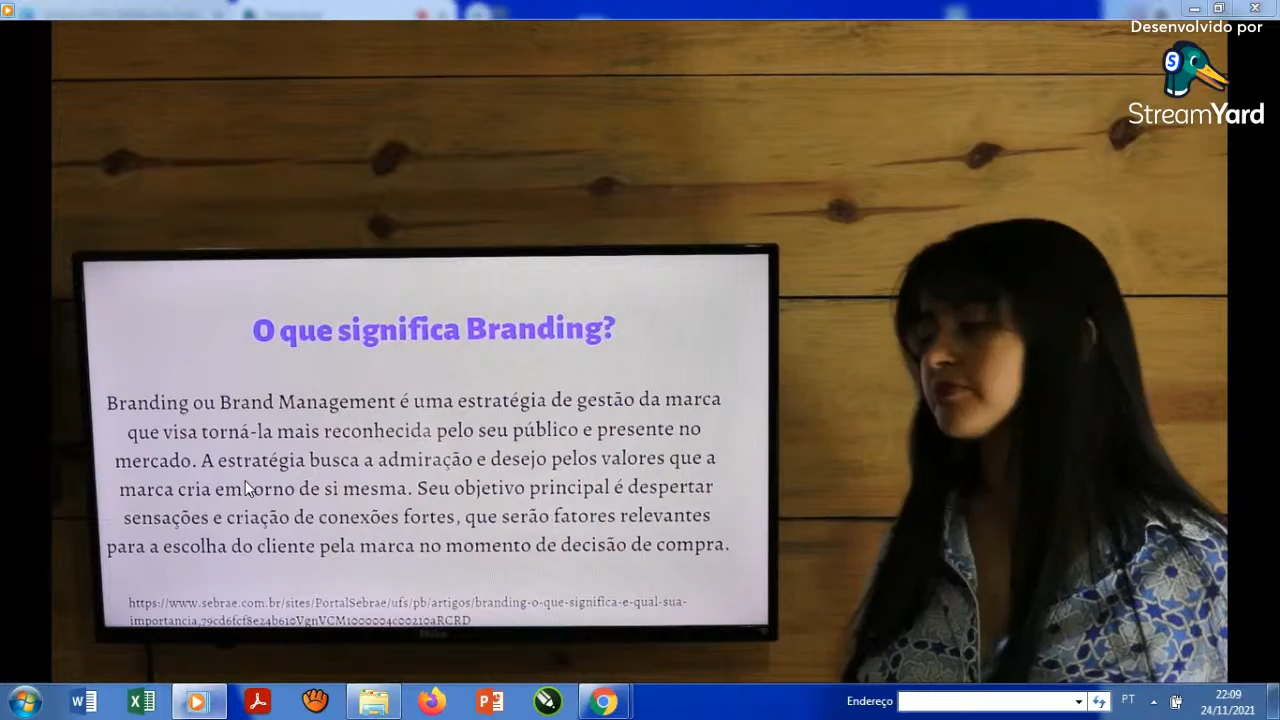 Desenvolvido por
StreamYard
O que significa Branding?
Branding ou Brand Management é uma estratégia de gestão da marca
que visa torná-la mais reconhecida pelo seu público e presente no
mercado. A estratégia busca a admiração e desejo pelos valores que a
marca cria em torno de si mesma. Seu objetivo principal é despertar
sensações e criação de conexões fortes, que serão fatores relevantes
para a escolha do cliente pela marca no momento de decisão de compra.
https://www.sebrae.com.br/sites/PortalSebrae/ufs/pb/artigos/branding-o-que-significa-e-qual-sua-
importancia,79cd6fcf8e24b610VgnVCM1000004c00210aRCRD
Endereço
PT
22:09
24/11/2021